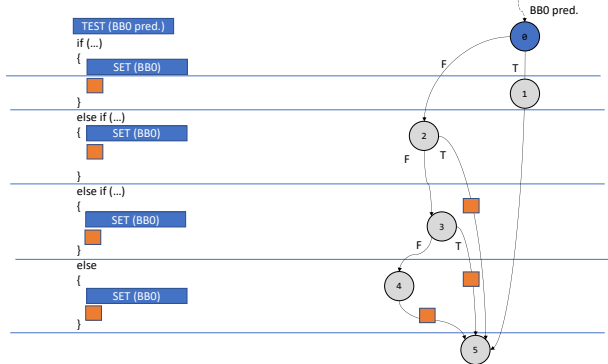 TEST (BB0 pred.)
if (…)
{
SET (BB0)
}
else if (…)
{
SET (BB0)
}
else if (…)
{
SET (BB0)
}
else
{
SET (BB0)
}
BB0 pred.
0
F
T
1
2
F
T
3
F
T
4
5